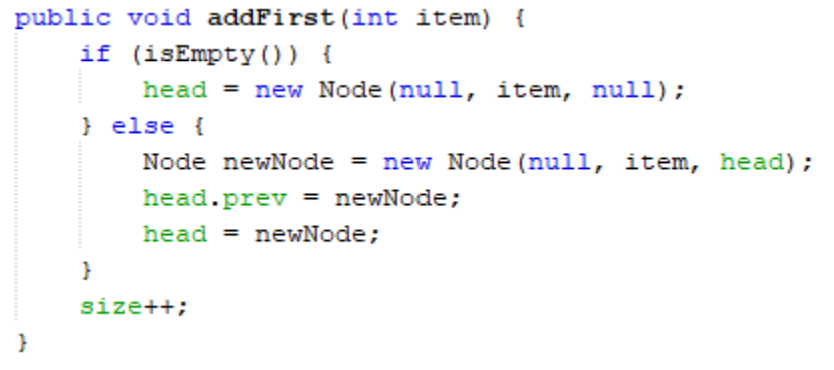 public void addFirst(int item) {
    if (isEmpty()) {
        head = new Node(null, item, null);
    } else {
        Node newNode = new Node(null, item, head);
        head.prev = newNode;
        head = newNode;
    }
    size++;
}